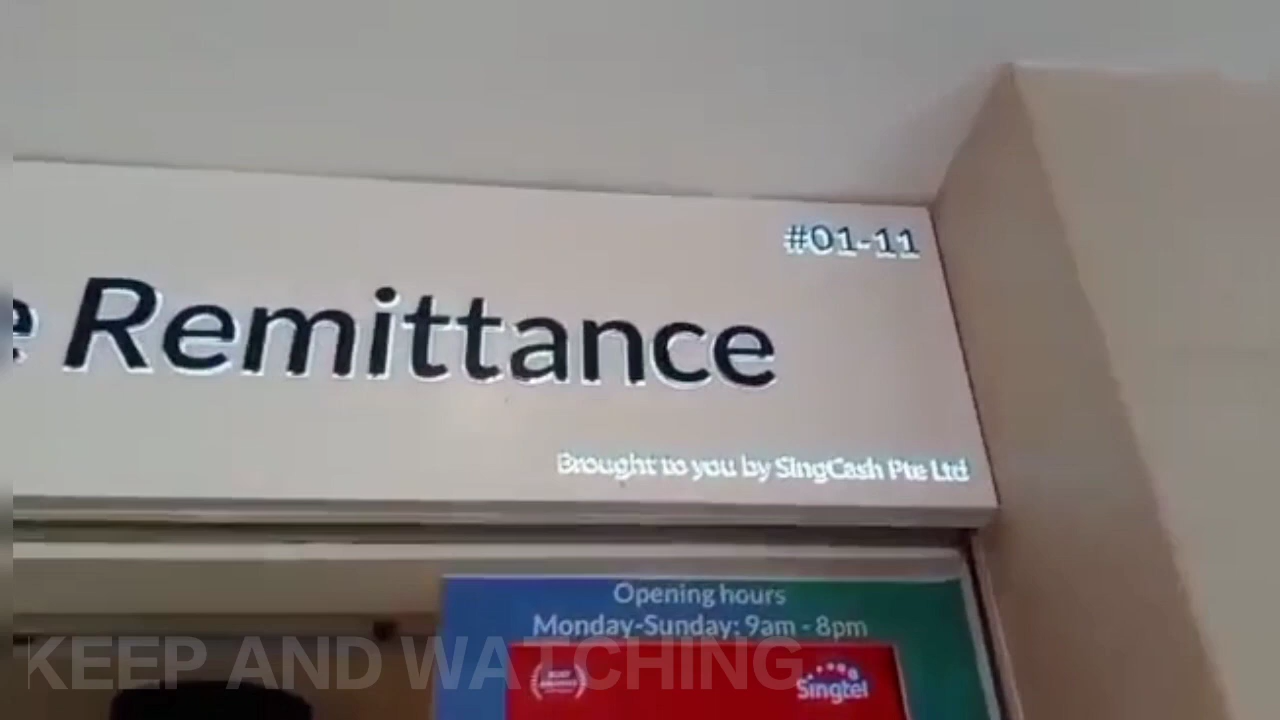 #01-11
Remittance
Brought to you by SingCash Pte Ltd
Opening hours
Monday-Sunday: 9am - 8pm
KEEP AND WATCHING
Singtel